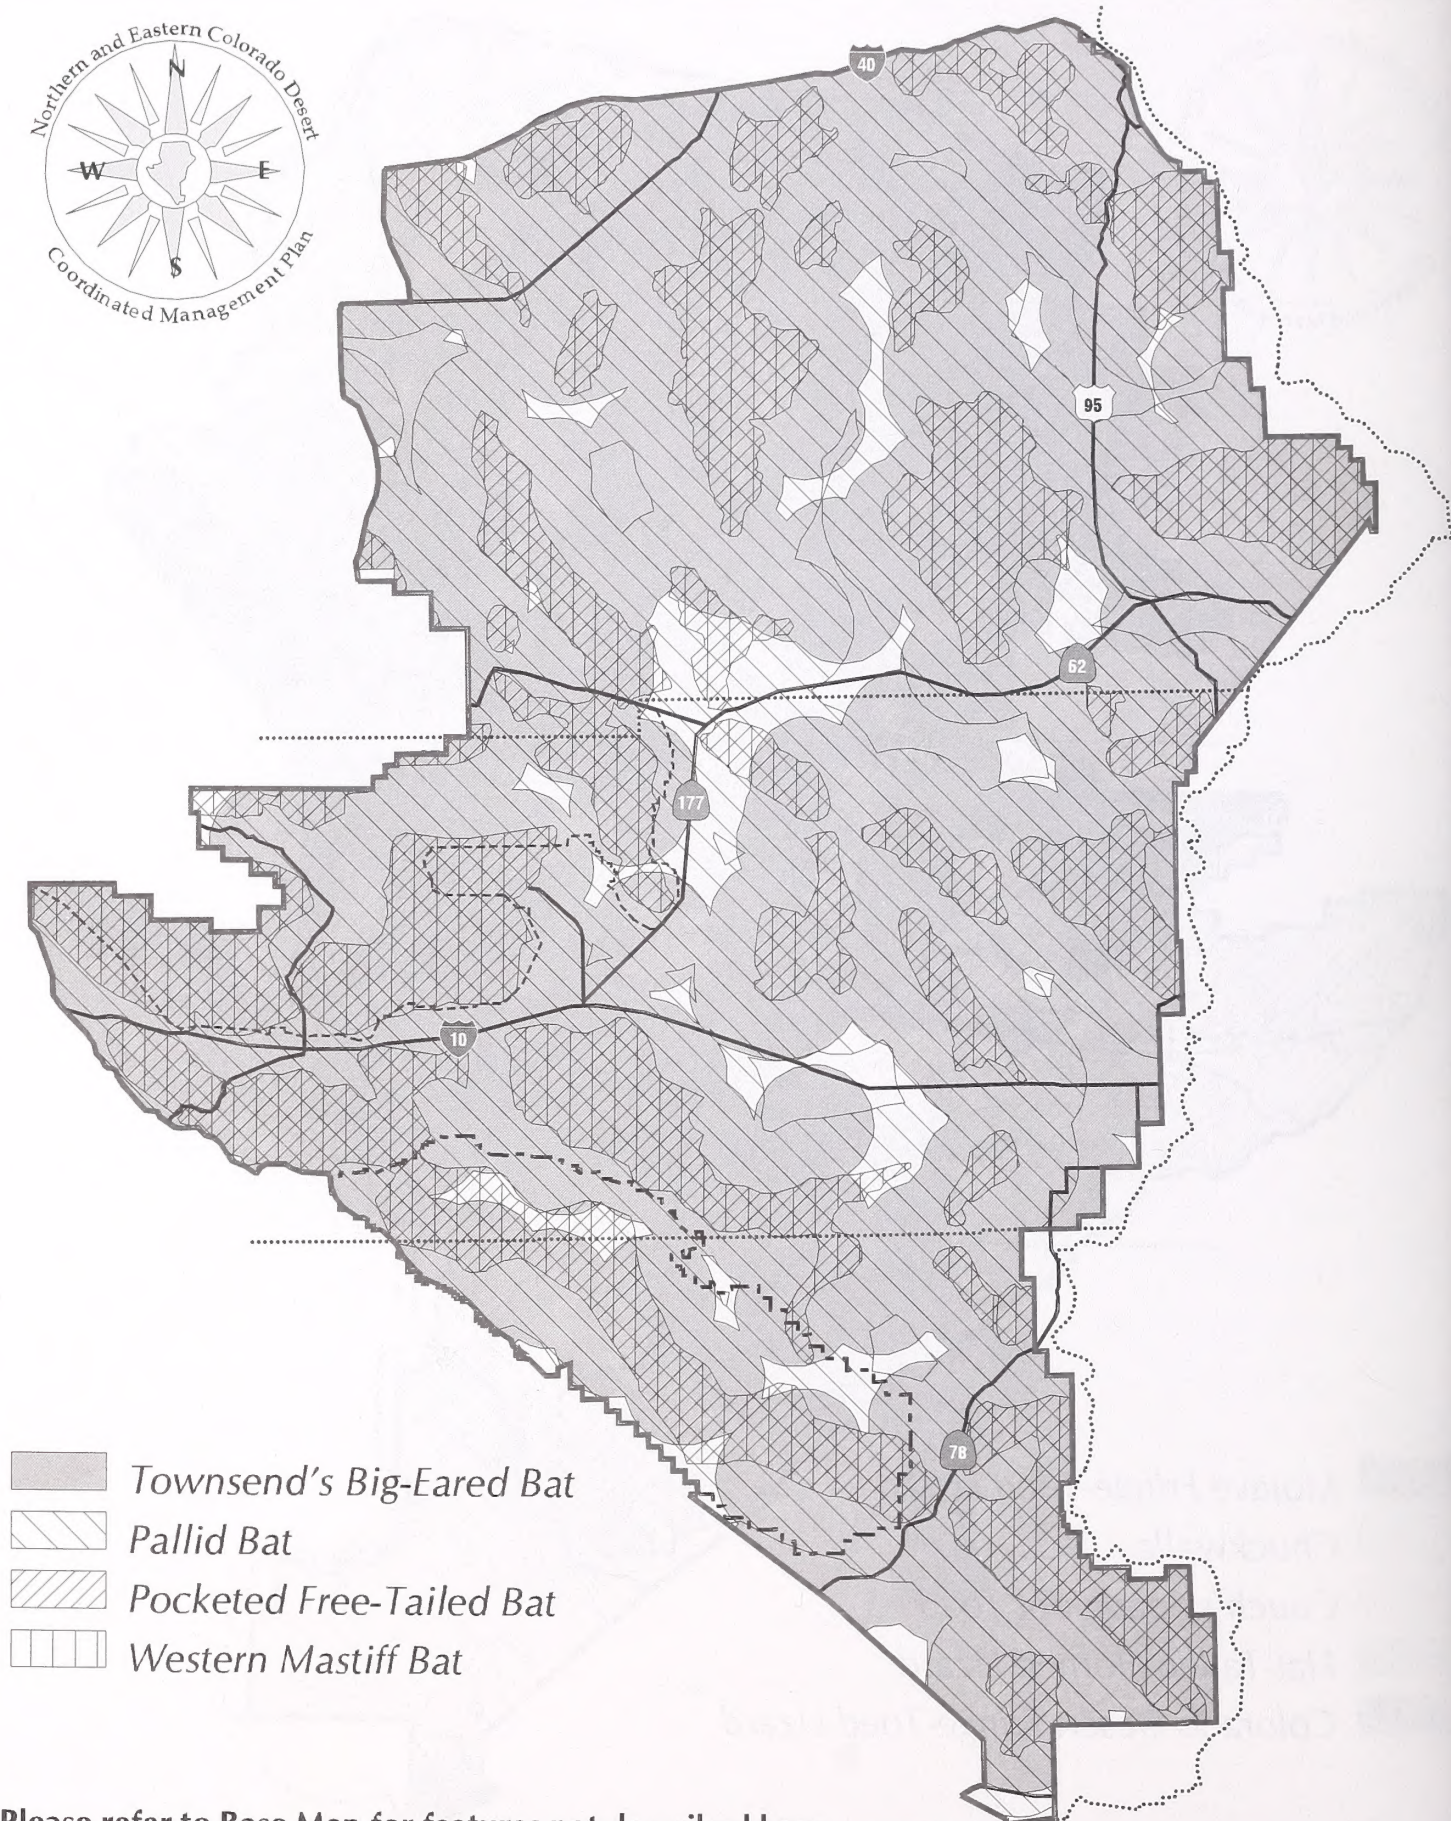 Northern and Eastern Colorado Desert
N
W
E
S
Coordinated Management Plan
40
95
62
177
10
78
Townsend's Big-Eared Bat
Pallid Bat
Pocketed Free-Tailed Bat
Western Mastiff Bat
Please refer to Base Map for features not described